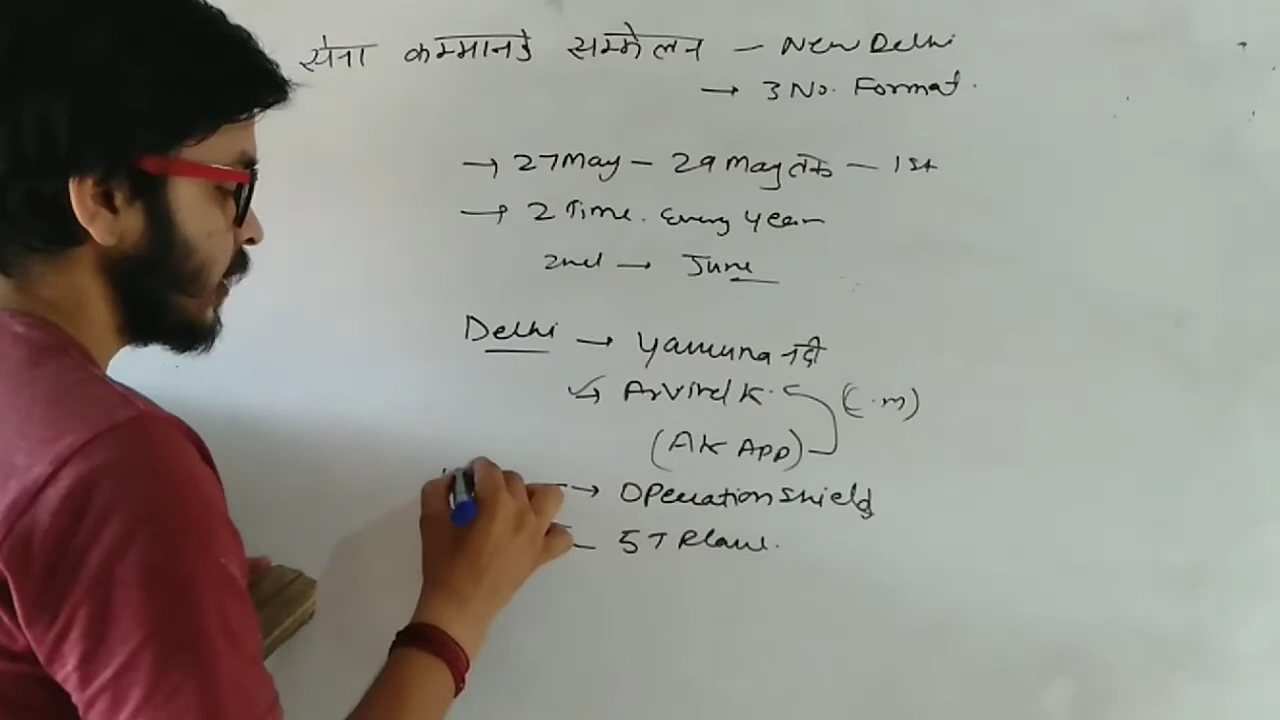 सेना कम्मानडे सम्मेलन — New Delhi
→ 3 No. Format.
→ 27 May — 29 May तक — 1st
→ 2 Time. Every year
2nd → June
Delhi → Yamuna नदी
→ Arvind K. (C.M)
(AK APP)
→ Operation Shield
— 5T Plan.